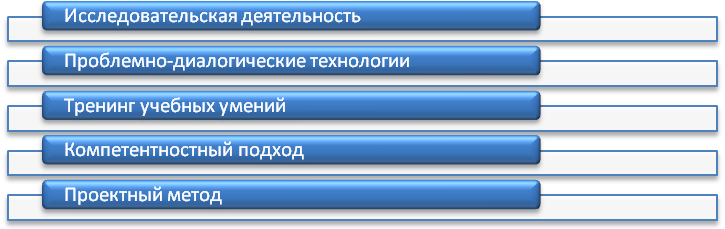 Исследовательская деятельность
Проблемно-диалогические технологии
Тренинг учебных умений
Компетентностный подход
Проектный метод